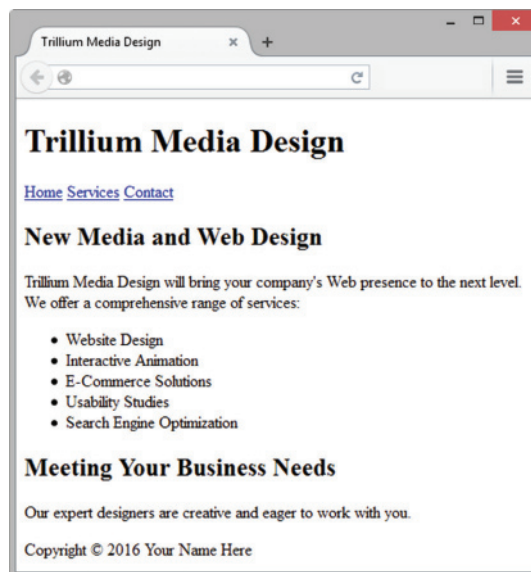 Trillium Media Design
Trillium Media Design
Home Services Contact
New Media and Web Design
Trillium Media Design will bring your company's Web presence to the next level.
We offer a comprehensive range of services:
• Website Design
• Interactive Animation
• E-Commerce Solutions
• Usability Studies
• Search Engine Optimization
Meeting Your Business Needs
Our expert designers are creative and eager to work with you.
Copyright © 2016 Your Name Here